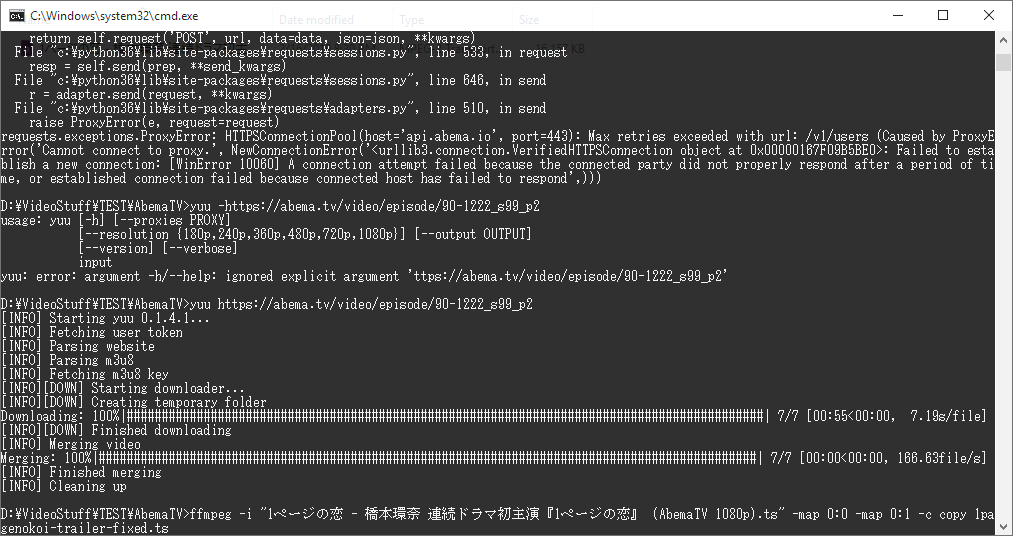 C:\Windows\system32\cmd.exe
Date modified Type Size
return self.request('POST', url, data=data, json=json, **kwargs)
File "c:¥python36¥lib¥site-packages¥requests¥sessions.py", line 533, in request
resp = self.send(prep, **send_kwargs)
File "c:¥python36¥lib¥site-packages¥requests¥sessions.py", line 646, in send
r = adapter.send(request, **kwargs)
File "c:¥python36¥lib¥site-packages¥requests¥adapters.py", line 510, in send
raise ProxyError(e, request=request)
requests.exceptions.ProxyError: HTTPSConnectionPool(host='api.abema.io', port=443): Max retries exceeded with url: /v1/users (Caused by ProxyE
rror('Cannot connect to proxy.', NewConnectionError('<urllib3.connection.VerifiedHTTPSConnection object at 0x00000167F09B5BE0>: Failed to esta
blish a new connection: [WinError 10060] A connection attempt failed because the connected party did not properly respond after a period of ti
me, or established connection failed because connected host has failed to respond',)))
D:¥VideoStuff¥TEST¥AbemaTV>yuu -https://abema.tv/video/episode/90-1222_s99_p2
usage: yuu [-h] [--proxies PROXY]
[--resolution {180p,240p,360p,480p,720p,1080p}] [--output OUTPUT]
[--version] [--verbose]
input
yuu: error: argument -h/--help: ignored explicit argument 'ttps://abema.tv/video/episode/90-1222_s99_p2'
D:¥VideoStuff¥TEST¥AbemaTV>yuu https://abema.tv/video/episode/90-1222_s99_p2
[INFO] Starting yuu 0.1.4.1...
[INFO] Fetching user token
[INFO] Parsing website
[INFO] Parsing m3u8
[INFO] Fetching m3u8 key
[INFO][DOWN] Starting downloader...
[INFO][DOWN] Creating temporary folder
Downloading: 100%|###############################################################################################| 7/7 [00:55<00:00, 7.19s/file]
[INFO][DOWN] Finished downloading
[INFO] Merging video
Merging: 100%|##################################################################################################| 7/7 [00:00<00:00, 166.63file/s]
[INFO] Finished merging
[INFO] Cleaning up
D:¥VideoStuff¥TEST¥AbemaTV>ffmpeg -i "1ページの恋 - 橋本環奈 連続ドラマ初主演『1ページの恋』 (AbemaTV 1080p).ts" -map 0:0 -map 0:1 -c copy 1pa
genokoi-trailer-fixed.ts